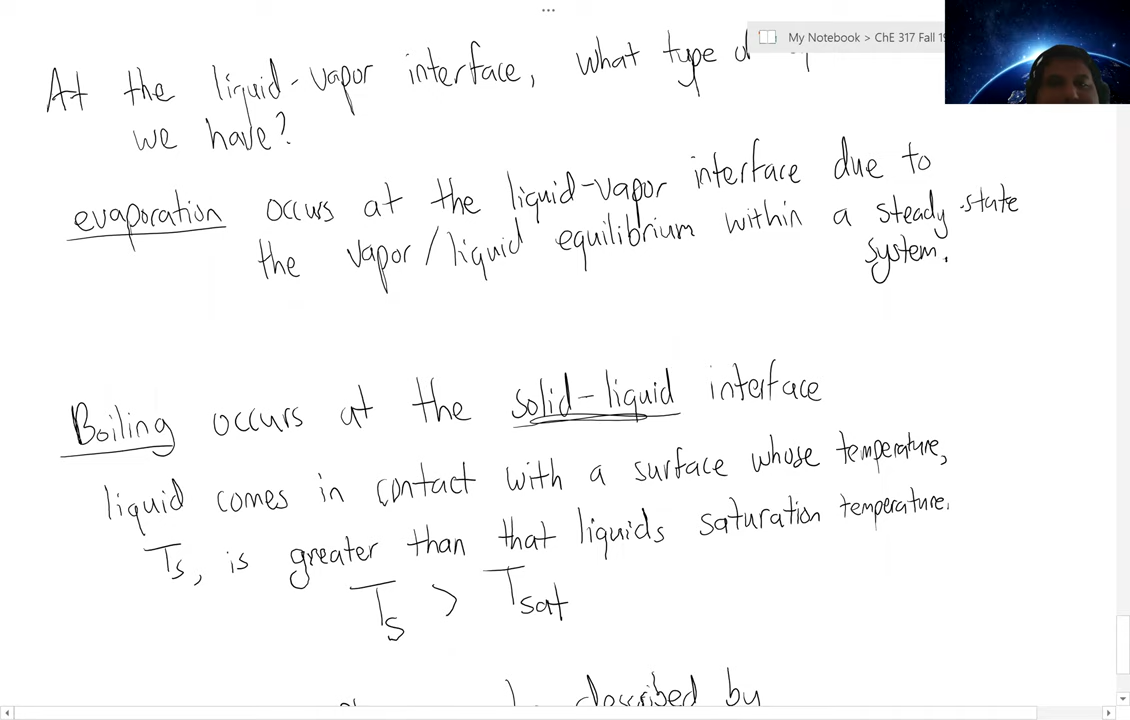 My Notebook > ChE 317 Fall 19
At the liquid-vapor interface, what type
we have?
evaporation occurs at the liquid-vapor interface due to
the vapor/liquid equilibrium within a steady-state
system.
Boiling occurs at the solid-liquid interface
liquid comes in contact with a surface whose temperature,
Ts, is greater than that liquids saturation temperature.
Ts > Tsat
described by